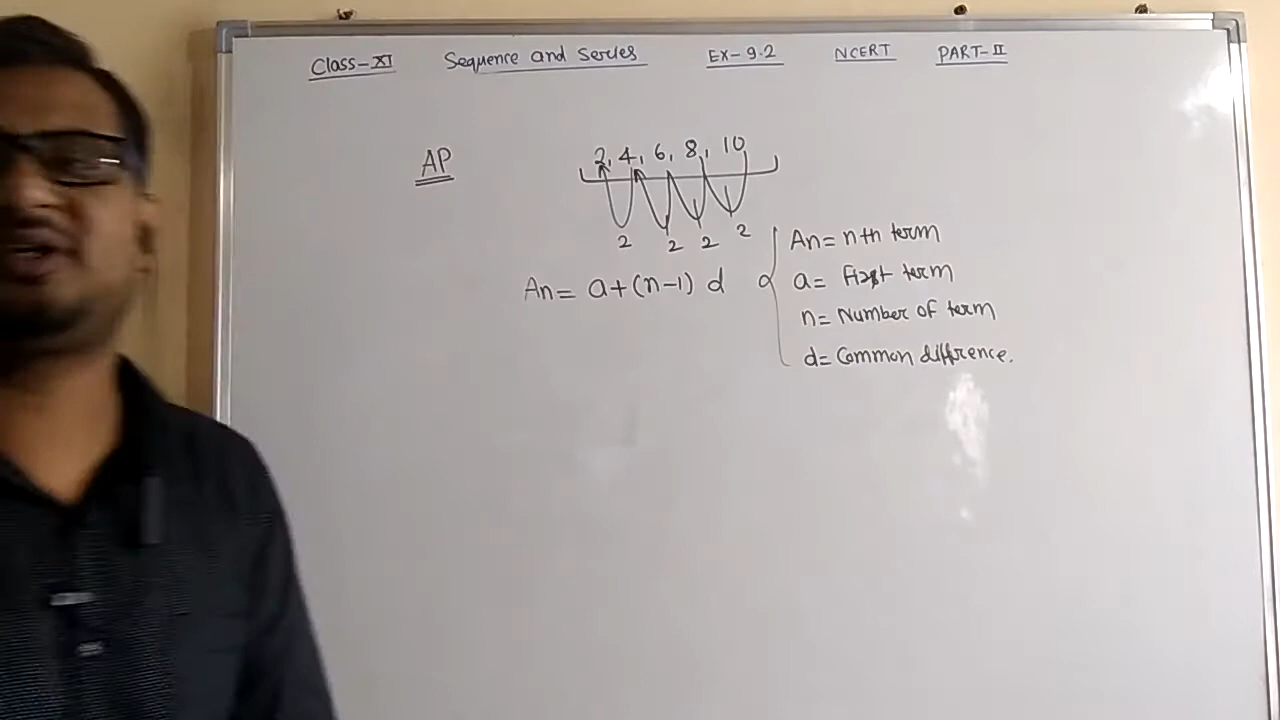 Class-XI Sequence and Series EX-9.2 NCERT PART-II
AP
2, 4, 6, 8, 10
2 2 2 2
An = a+(n-1) d
An = nth term
a = First term
n = Number of term
d = Common difference.